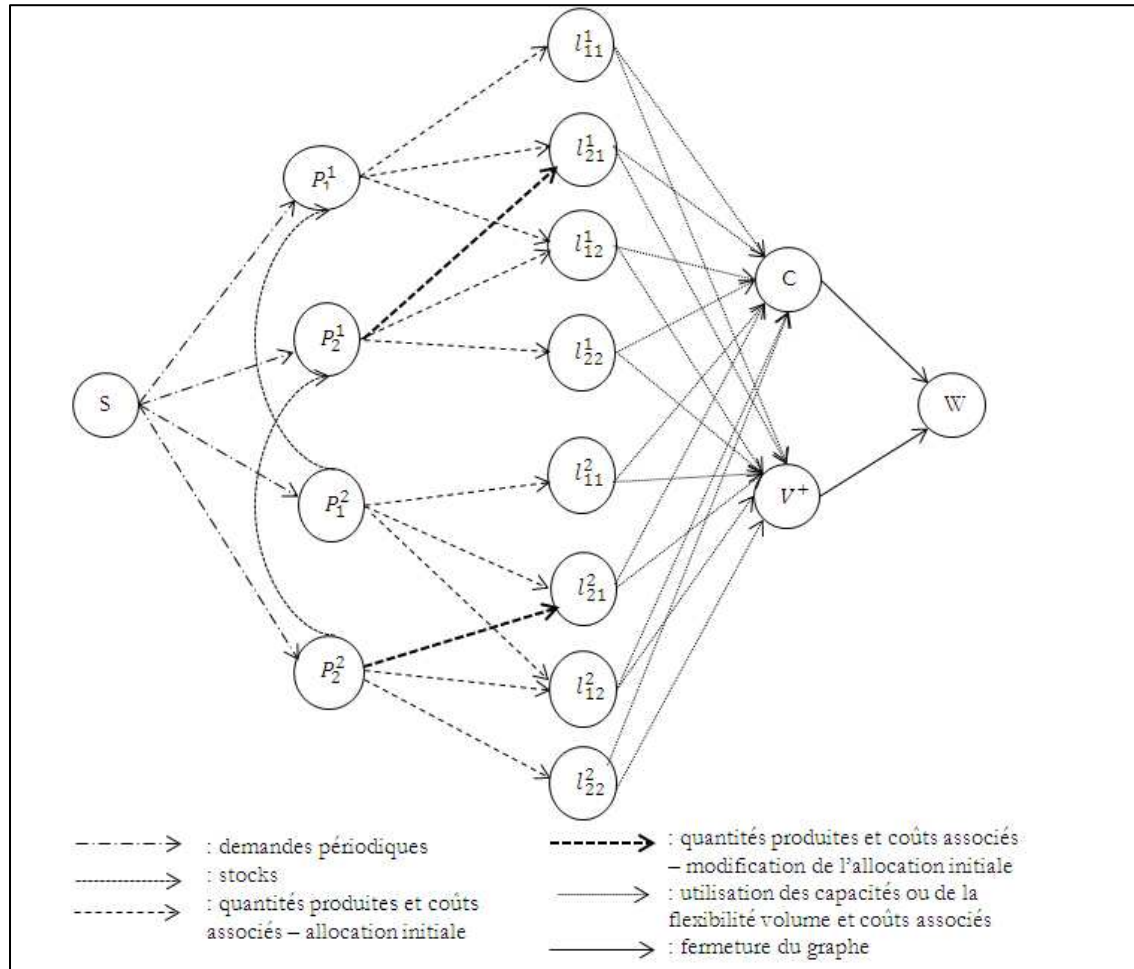 l₁₁¹
l₂₁¹
P₁¹
l₁₂¹
C
P₂¹
l₂₂¹
S
W
l₁₁²
V⁺
P₁²
l₂₁²
P₂²
l₁₂²
l₂₂²
: demandes périodiques
: stocks
: quantités produites et coûts
associés – allocation initiale
: quantités produites et coûts associés
– modification de l'allocation initiale
: utilisation des capacités ou de la
flexibilité volume et coûts associés
: fermeture du graphe